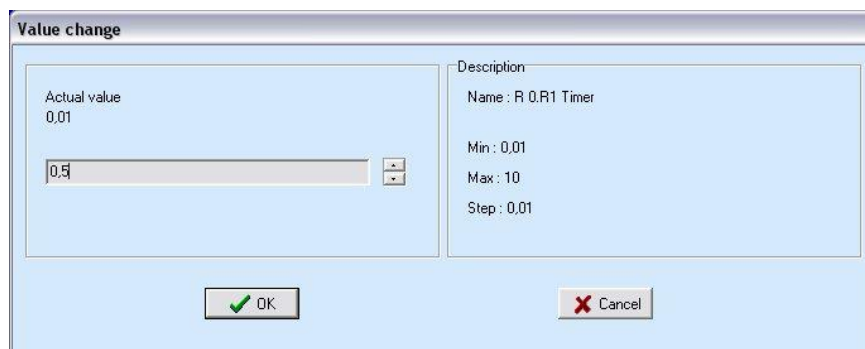 Value change
Actual value
0,01
0,5
Description
Name : R 0.R1 Timer
Min : 0,01
Max : 10
Step : 0,01
OK
Cancel